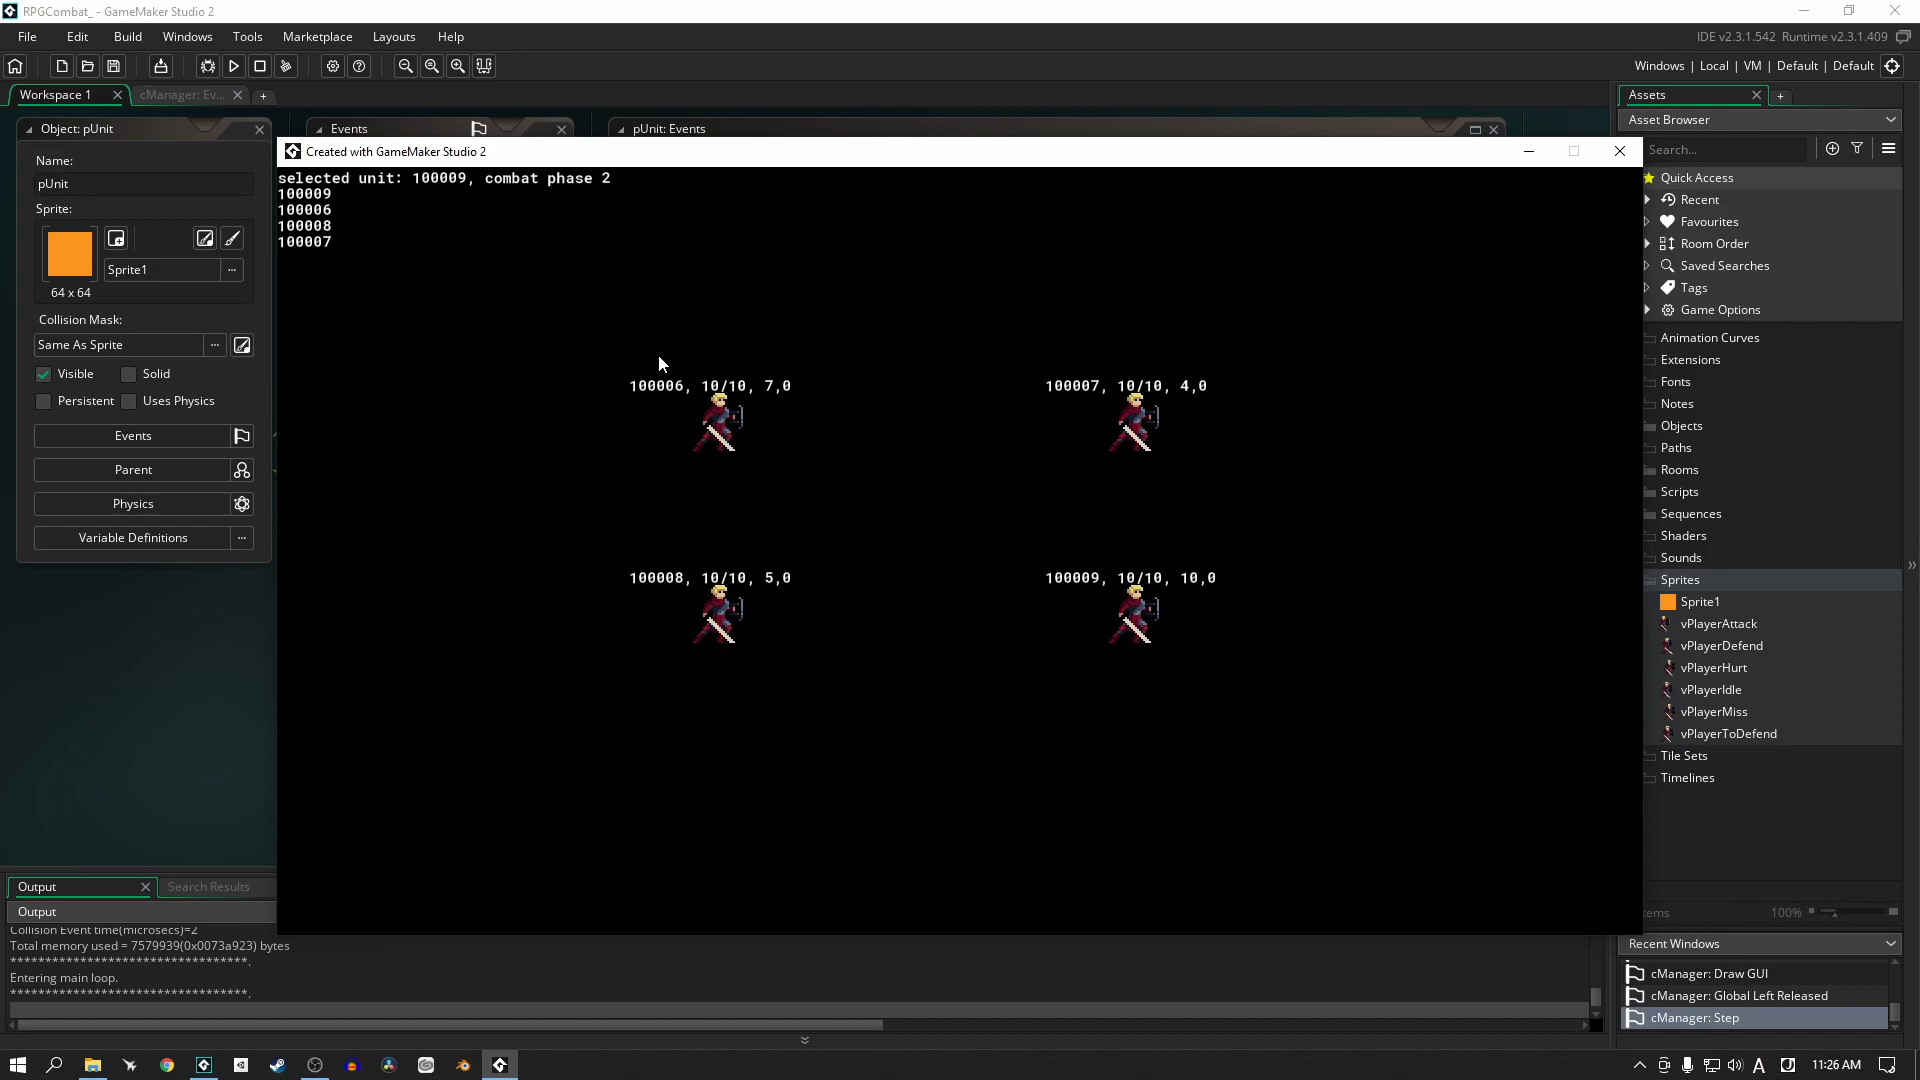 RPGCombat_ - GameMaker Studio 2
File Edit Build Windows Tools Marketplace Layouts Help
IDE v2.3.1.542 Runtime v2.3.1.409
Windows | Local | VM | Default | Default
Workspace 1
cManager: Ev...
Assets
Object: pUnit
Events
pUnit: Events
Asset Browser
Created with GameMaker Studio 2
Search...
Name:
pUnit
Sprite:
Sprite1
64 x 64
Collision Mask:
Same As Sprite
Visible
Solid
Persistent
Uses Physics
Events
Parent
Physics
Variable Definitions
selected unit: 100009, combat phase 2
100009
100006
100008
100007
100006, 10/10, 7,0
100007, 10/10, 4,0
100008, 10/10, 5,0
100009, 10/10, 10,0
Quick Access
Recent
Favourites
Room Order
Saved Searches
Tags
Game Options
Animation Curves
Extensions
Fonts
Notes
Objects
Paths
Rooms
Scripts
Sequences
Shaders
Sounds
Sprites
Sprite1
vPlayerAttack
vPlayerDefend
vPlayerHurt
vPlayerIdle
vPlayerMiss
vPlayerToDefend
Tile Sets
Timelines
Output
Search Results
Output
Collision Event time(microsecs)=2
Total memory used = 7579939(0x0073a923) bytes
**********************************.
Entering main loop.
**********************************.
100%
Recent Windows
cManager: Draw GUI
cManager: Global Left Released
cManager: Step
A
11:26 AM